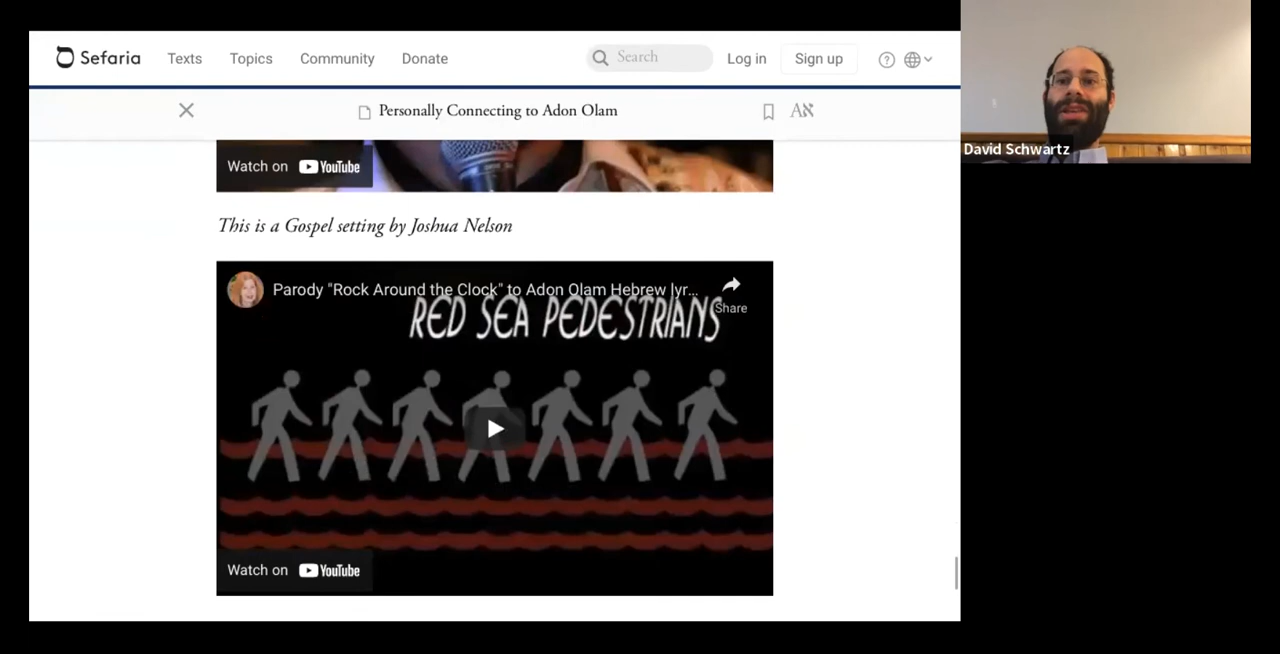 Sefaria Texts Topics Community Donate Search Log in Sign up
Personally Connecting to Adon Olam Aא
David Schwartz
Watch on YouTube
This is a Gospel setting by Joshua Nelson
Parody "Rock Around the Clock" to Adon Olam Hebrew lyr...
Share
RED SEA PEDESTRIANS
Watch on YouTube